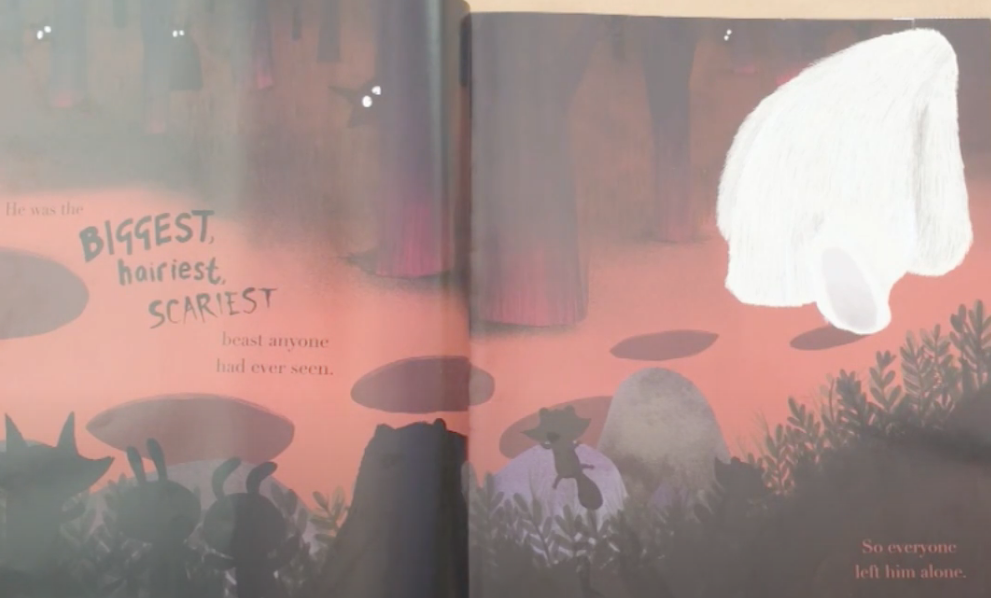 He was the
BIGGEST,
hairiest,
SCARIEST
beast anyone
had ever seen.
So everyone
left him alone.